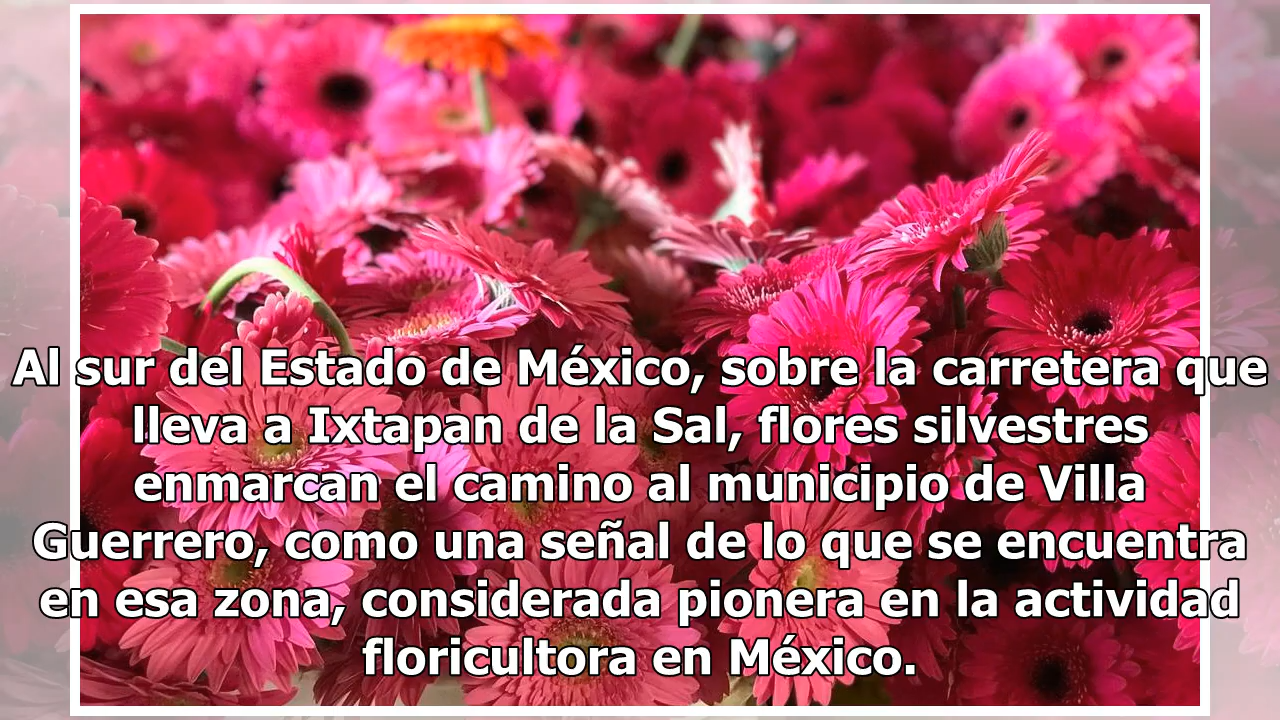 Al sur del Estado de México, sobre la carretera que
lleva a Ixtapan de la Sal, flores silvestres
enmarcan el camino al municipio de Villa
Guerrero, como una señal de lo que se encuentra
en esa zona, considerada pionera en la actividad
floricultora en México.